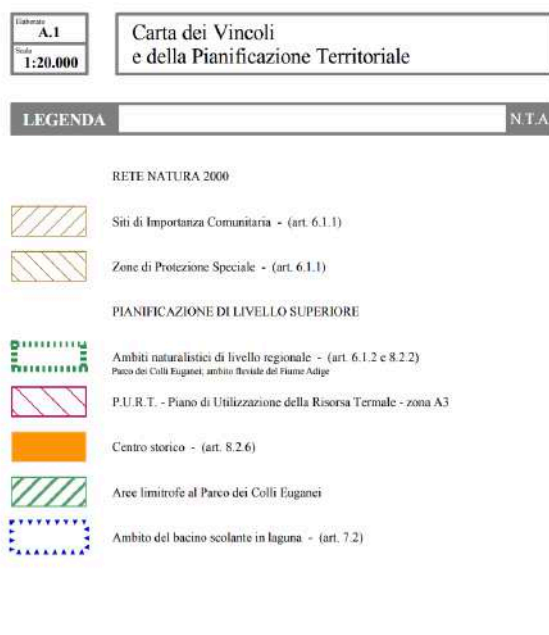 Elaborato
A.1
Scala
1:20.000
Carta dei Vincoli
e della Pianificazione Territoriale
LEGENDA
N.T.A
RETE NATURA 2000
Siti di Importanza Comunitaria - (art. 6.1.1)
Zone di Protezione Speciale - (art. 6.1.1)
PIANIFICAZIONE DI LIVELLO SUPERIORE
Ambiti naturalistici di livello regionale - (art. 6.1.2 e 8.2.2)
Parco dei Colli Euganei; ambito fluviale del Fiume Adige
P.U.R.T. - Piano di Utilizzazione della Risorsa Termale - zona A3
Centro storico - (art. 8.2.6)
Aree limitrofe al Parco dei Colli Euganei
Ambito del bacino scolante in laguna - (art. 7.2)